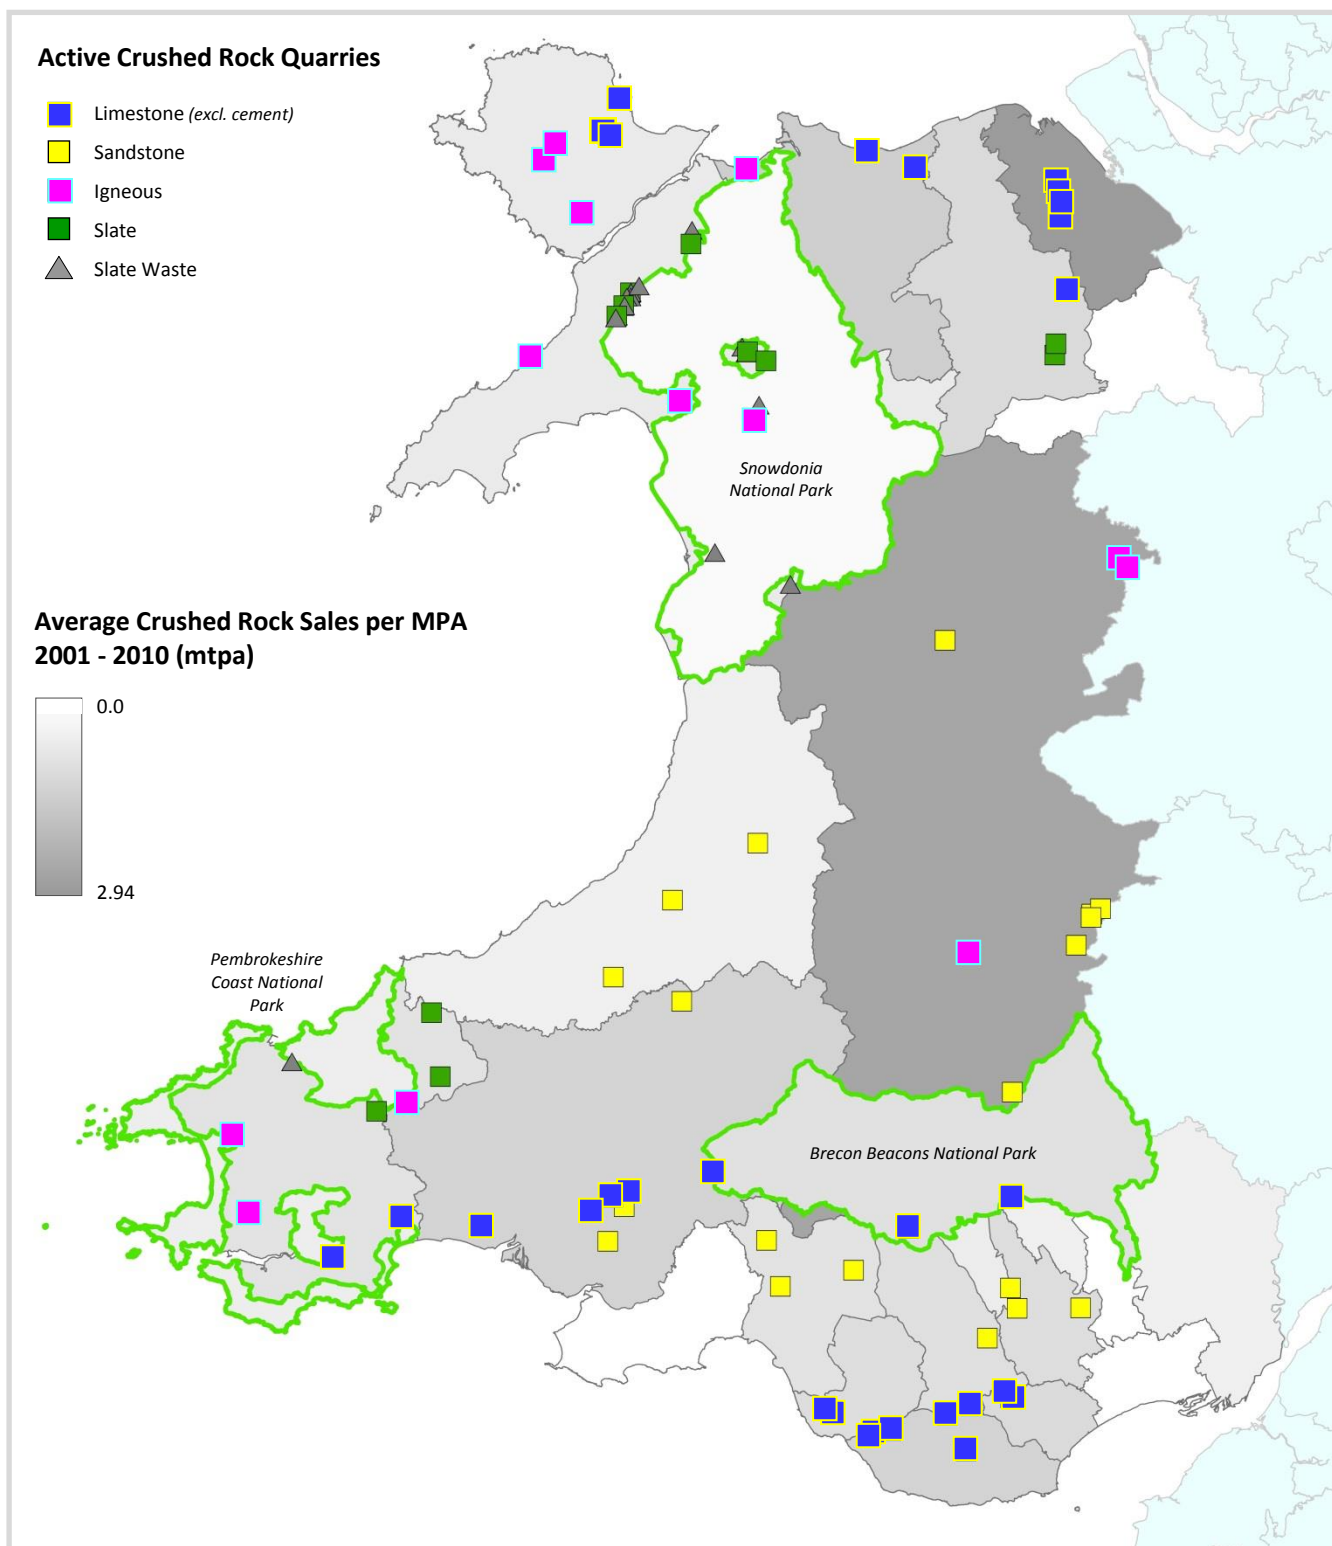 Active Crushed Rock Quarries
Limestone (excl. cement)
Sandstone
Igneous
Slate
Slate Waste
Snowdonia
National Park
Average Crushed Rock Sales per MPA
2001 - 2010 (mtpa)
0.0
2.94
Pembrokeshire
Coast National
Park
Brecon Beacons National Park